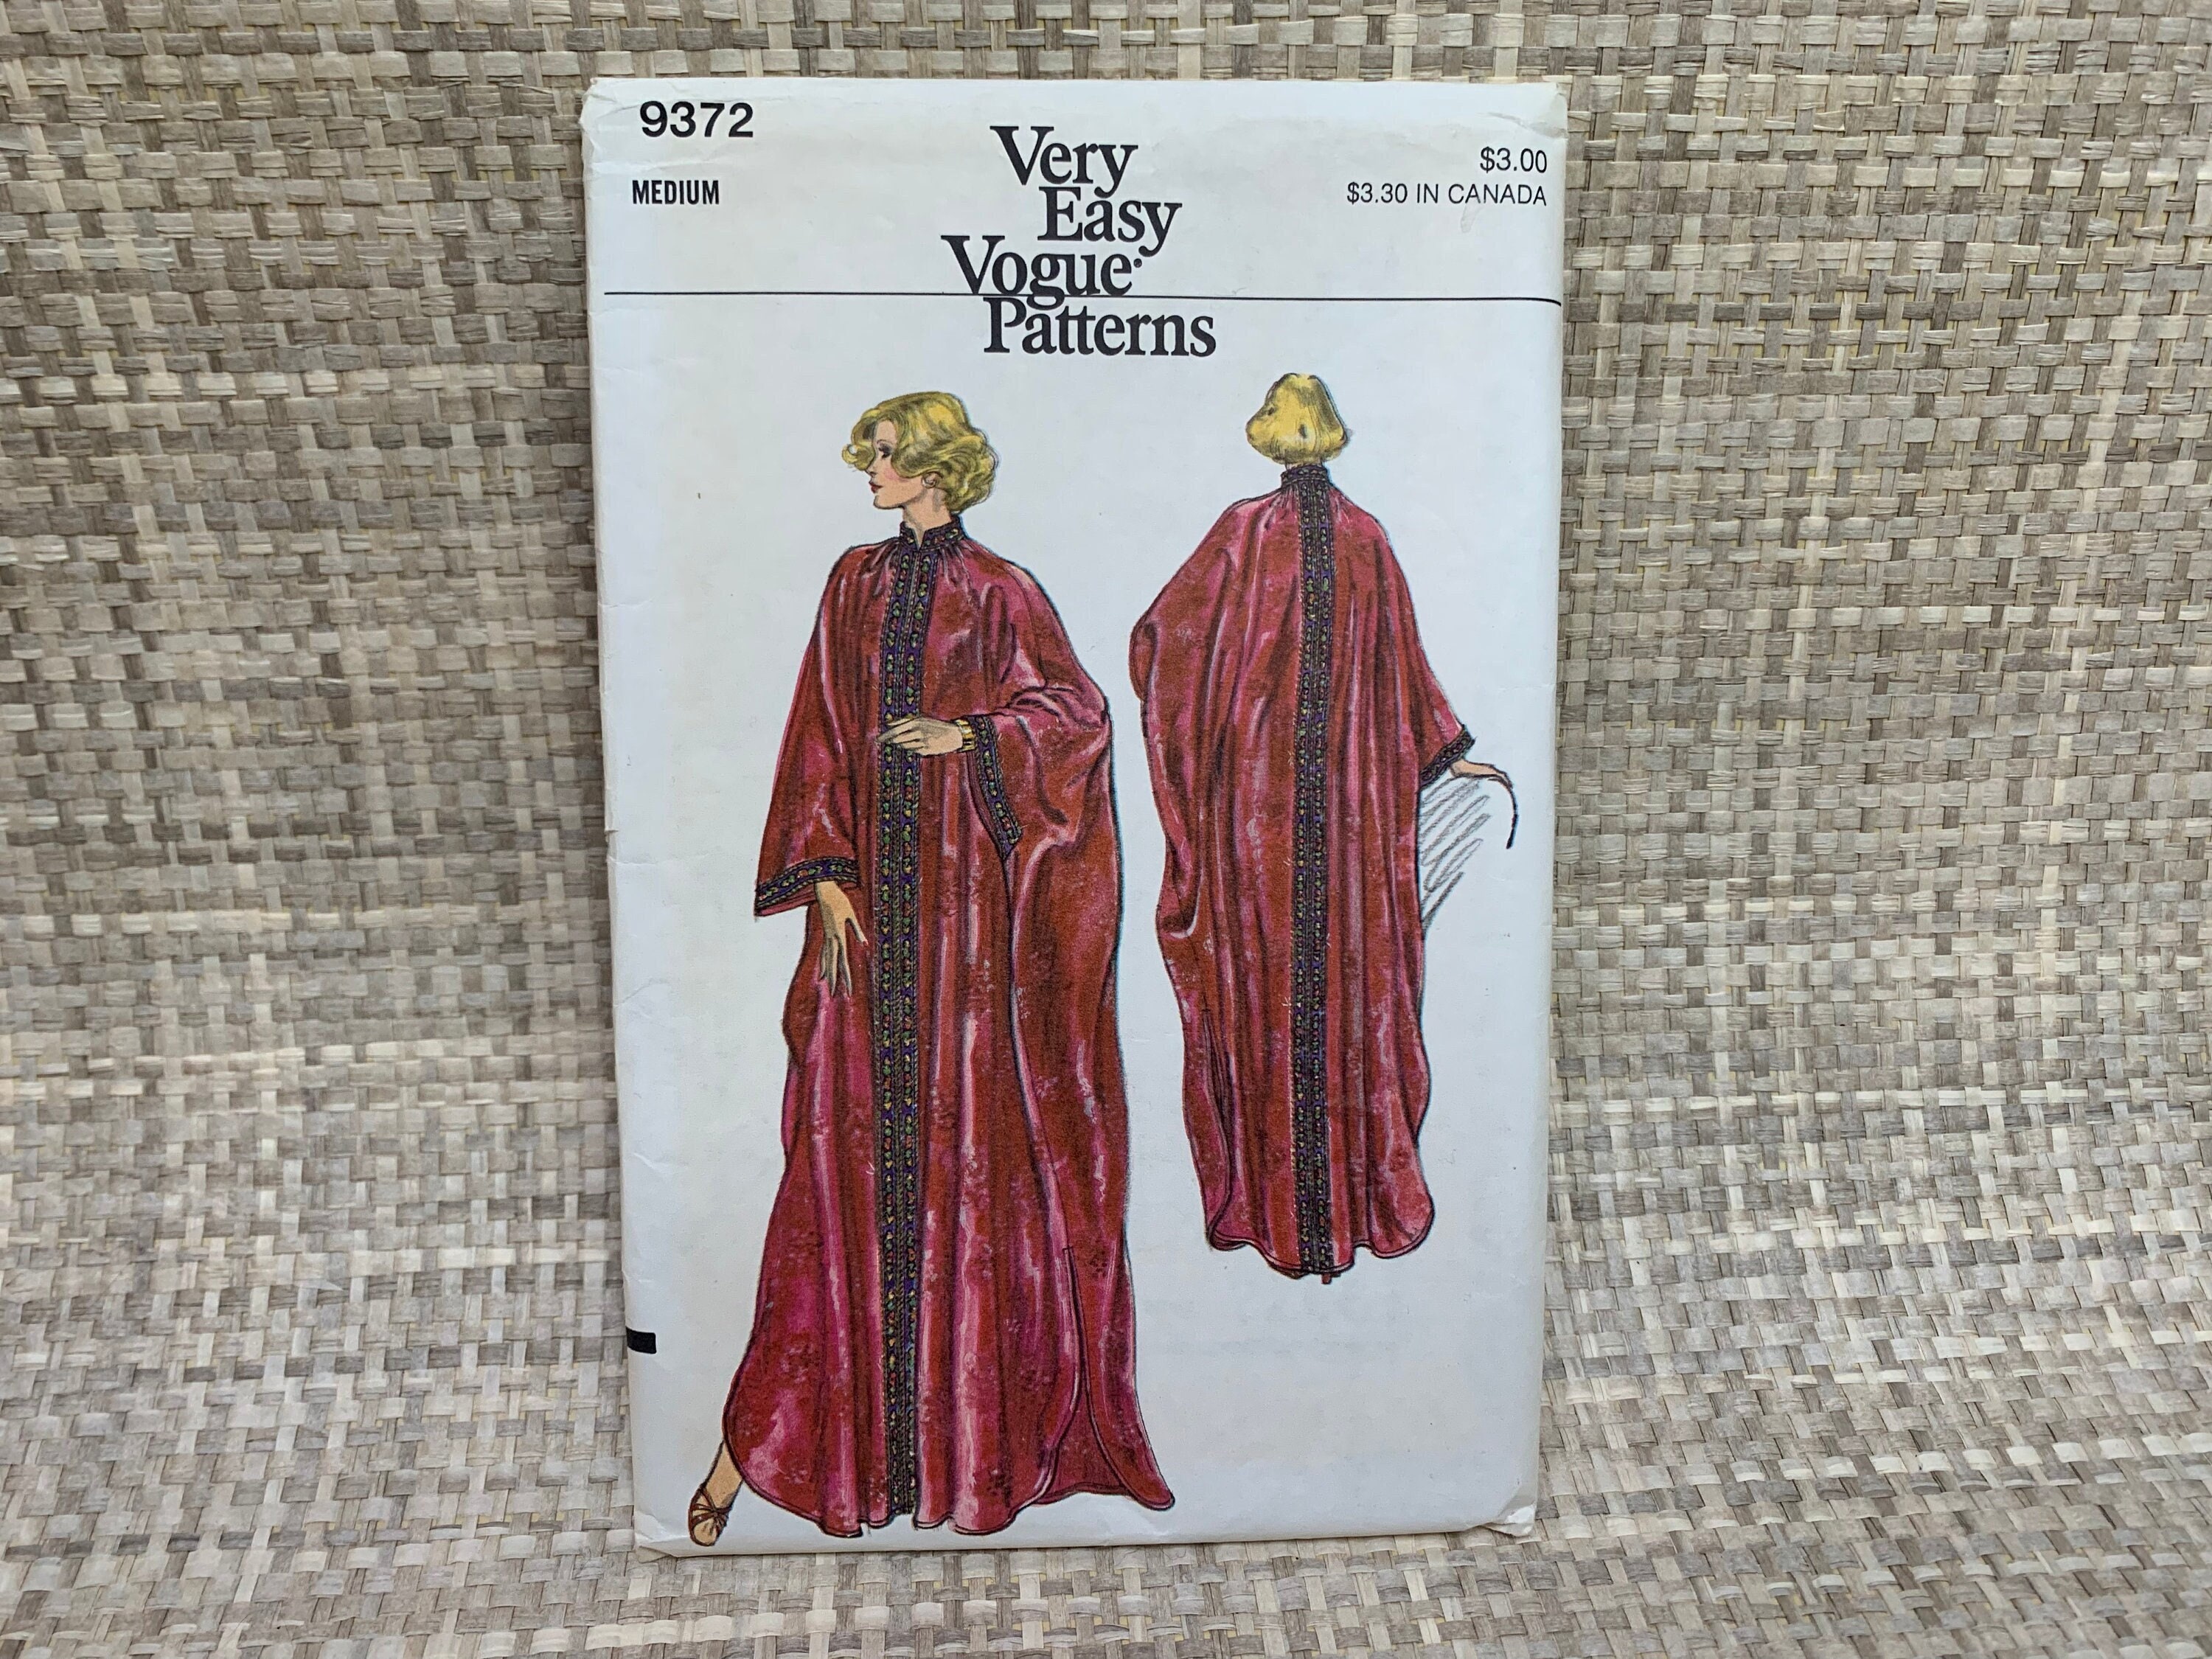 9372
MEDIUM
Very
Easy
Vogue®
Patterns
$3.00
$3.30 IN CANADA